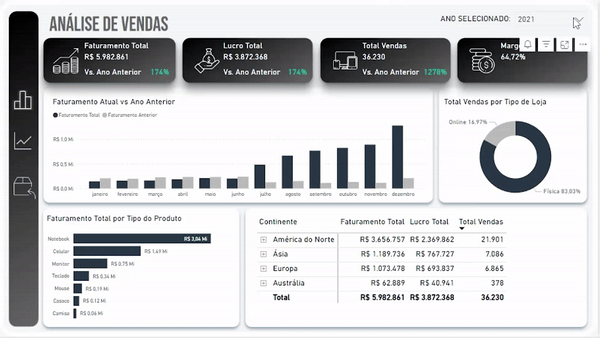 ANÁLISE DE VENDAS
ANO SELECIONADO: 2021
Faturamento Total
R$ 5.982.861
Vs. Ano Anterior 174%
Lucro Total
R$ 3.872.368
Vs. Ano Anterior 174%
Total Vendas
36.230
Vs. Ano Anterior 1278%
64,72%
Faturamento Atual vs Ano Anterior
Faturamento Total Faturamento Anterior
R$ 1,0 Mi
R$ 0,5 Mi
R$ 0,0 Mi
janeiro fevereiro março abril maio junho julho agosto setembro outubro novembro dezembro
Total Vendas por Tipo de Loja
Online 16,97%
Física 83,03%
Faturamento Total por Tipo do Produto
Notebook R$ 3,04 Mi
Celular R$ 1,49 Mi
Monitor R$ 0,75 Mi
Teclado R$ 0,34 Mi
Mouse R$ 0,19 Mi
Casaco R$ 0,12 Mi
Camisa R$ 0,06 Mi
Continente Faturamento Total Lucro Total Total Vendas
América do Norte R$ 3.656.757 R$ 2.369.862 21.901
Ásia R$ 1.189.736 R$ 767.727 7.086
Europa R$ 1.073.478 R$ 693.837 6.865
Austrália R$ 62.889 R$ 40.941 378
Total R$ 5.982.861 R$ 3.872.368 36.230